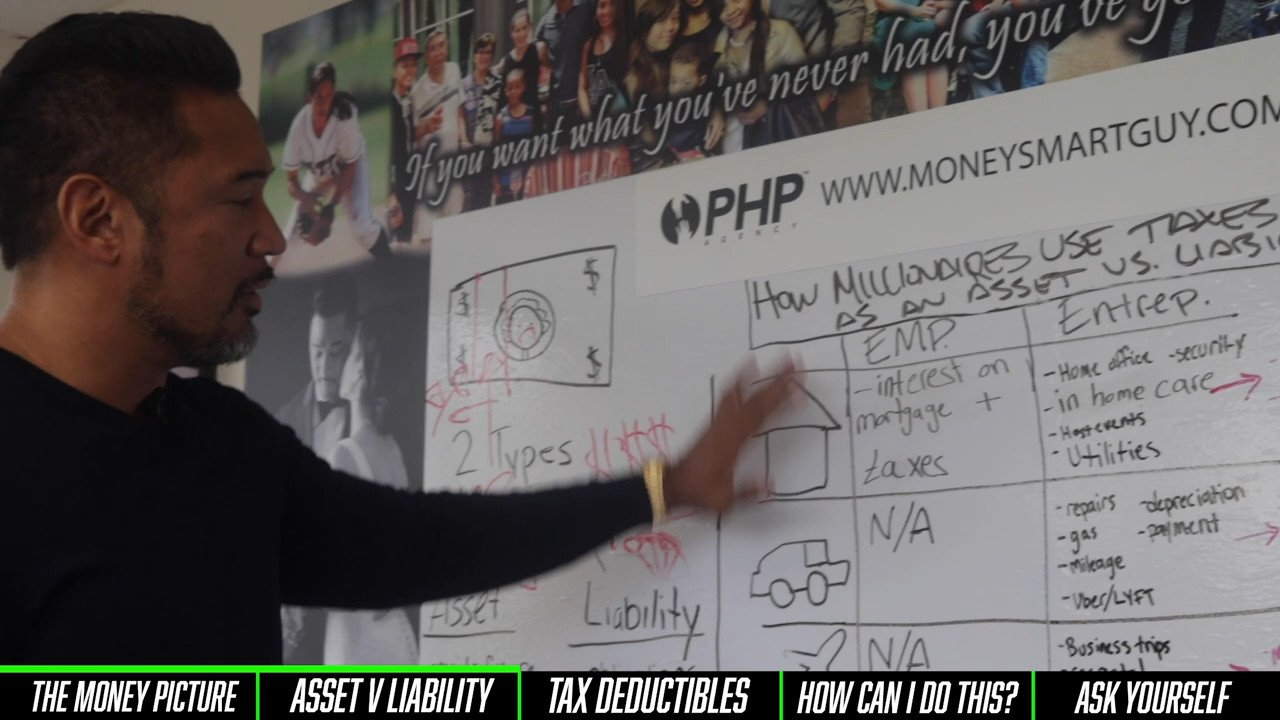 If you want what you've never had, you've
PHP
AGENCY
WWW.MONEYSMARTGUY.COM
HOW MILLIONAIRES USE TAXES
AS AN ASSET VS.
$ $
$ $
2 Types
Asset
Liability
EMP.
Entrep.
-interest on
mortgage +
taxes
-Home office -security
-in home care
-Host events
-Utilities
N/A
-repairs -depreciation
-gas -payment
-mileage
-Uber/LYFT
N/A
-Business trips
THE MONEY PICTURE
ASSET V LIABILITY
TAX DEDUCTIBLES
HOW CAN I DO THIS?
ASK YOURSELF